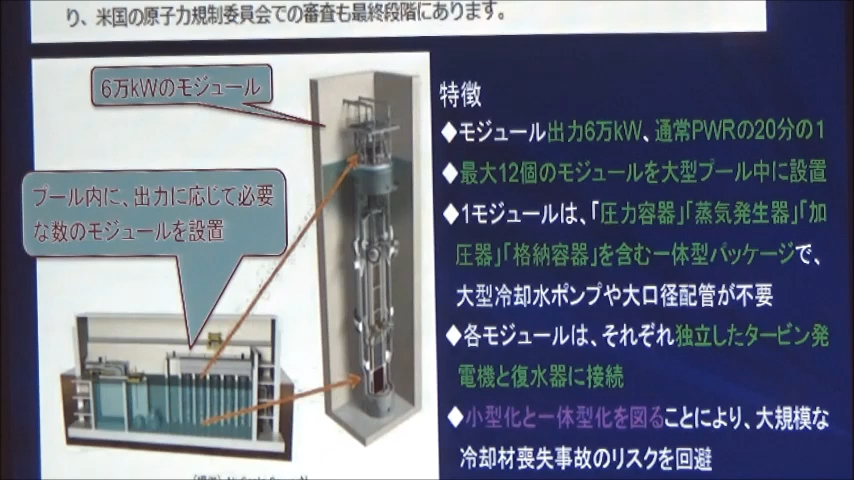 り、米国の原子力規制委員会での審査も最終段階にあります。
6万kWのモジュール
プール内に、出力に応じて必要
な数のモジュールを設置
特徴
◆モジュール出力6万kW、通常PWRの20分の1
◆最大12個のモジュールを大型プール中に設置
◆1モジュールは、「圧力容器」「蒸気発生器」「加
圧器」「格納容器」を含む一体型パッケージで、
大型冷却水ポンプや大口径配管が不要
◆各モジュールは、それぞれ独立したタービン発
電機と復水器に接続
◆小型化と一体型化を図ることにより、大規模な
冷却材喪失事故のリスクを回避